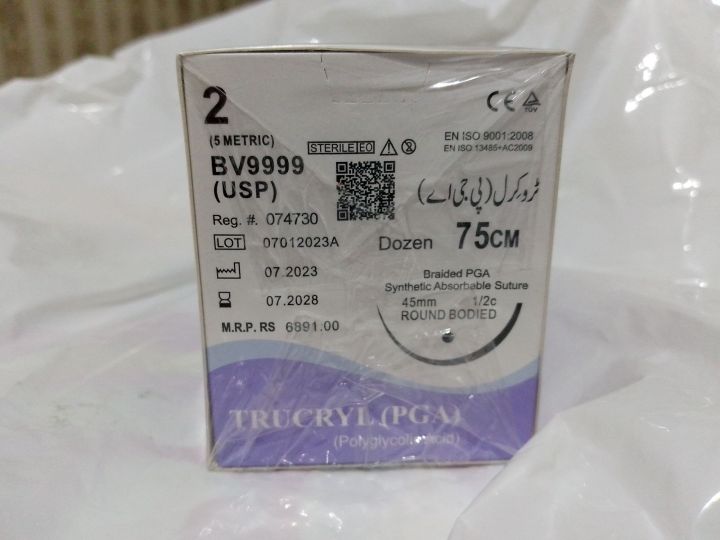 2
(5 METRIC)
BV9999
(USP)
Reg. #. 074730
LOT 07012023A
07.2023
07.2028
M.R.P. RS 6891.00
STERILE EO
CE TÜV
EN ISO 9001:2008
EN ISO 13485+AC2009
ٹروکرل (پی جی اے)
Dozen 75CM
Braided PGA
Synthetic Absorbable Suture
45mm 1/2c
ROUND BODIED
TRUCRYL (PGA)
(Polyglycolic Acid)